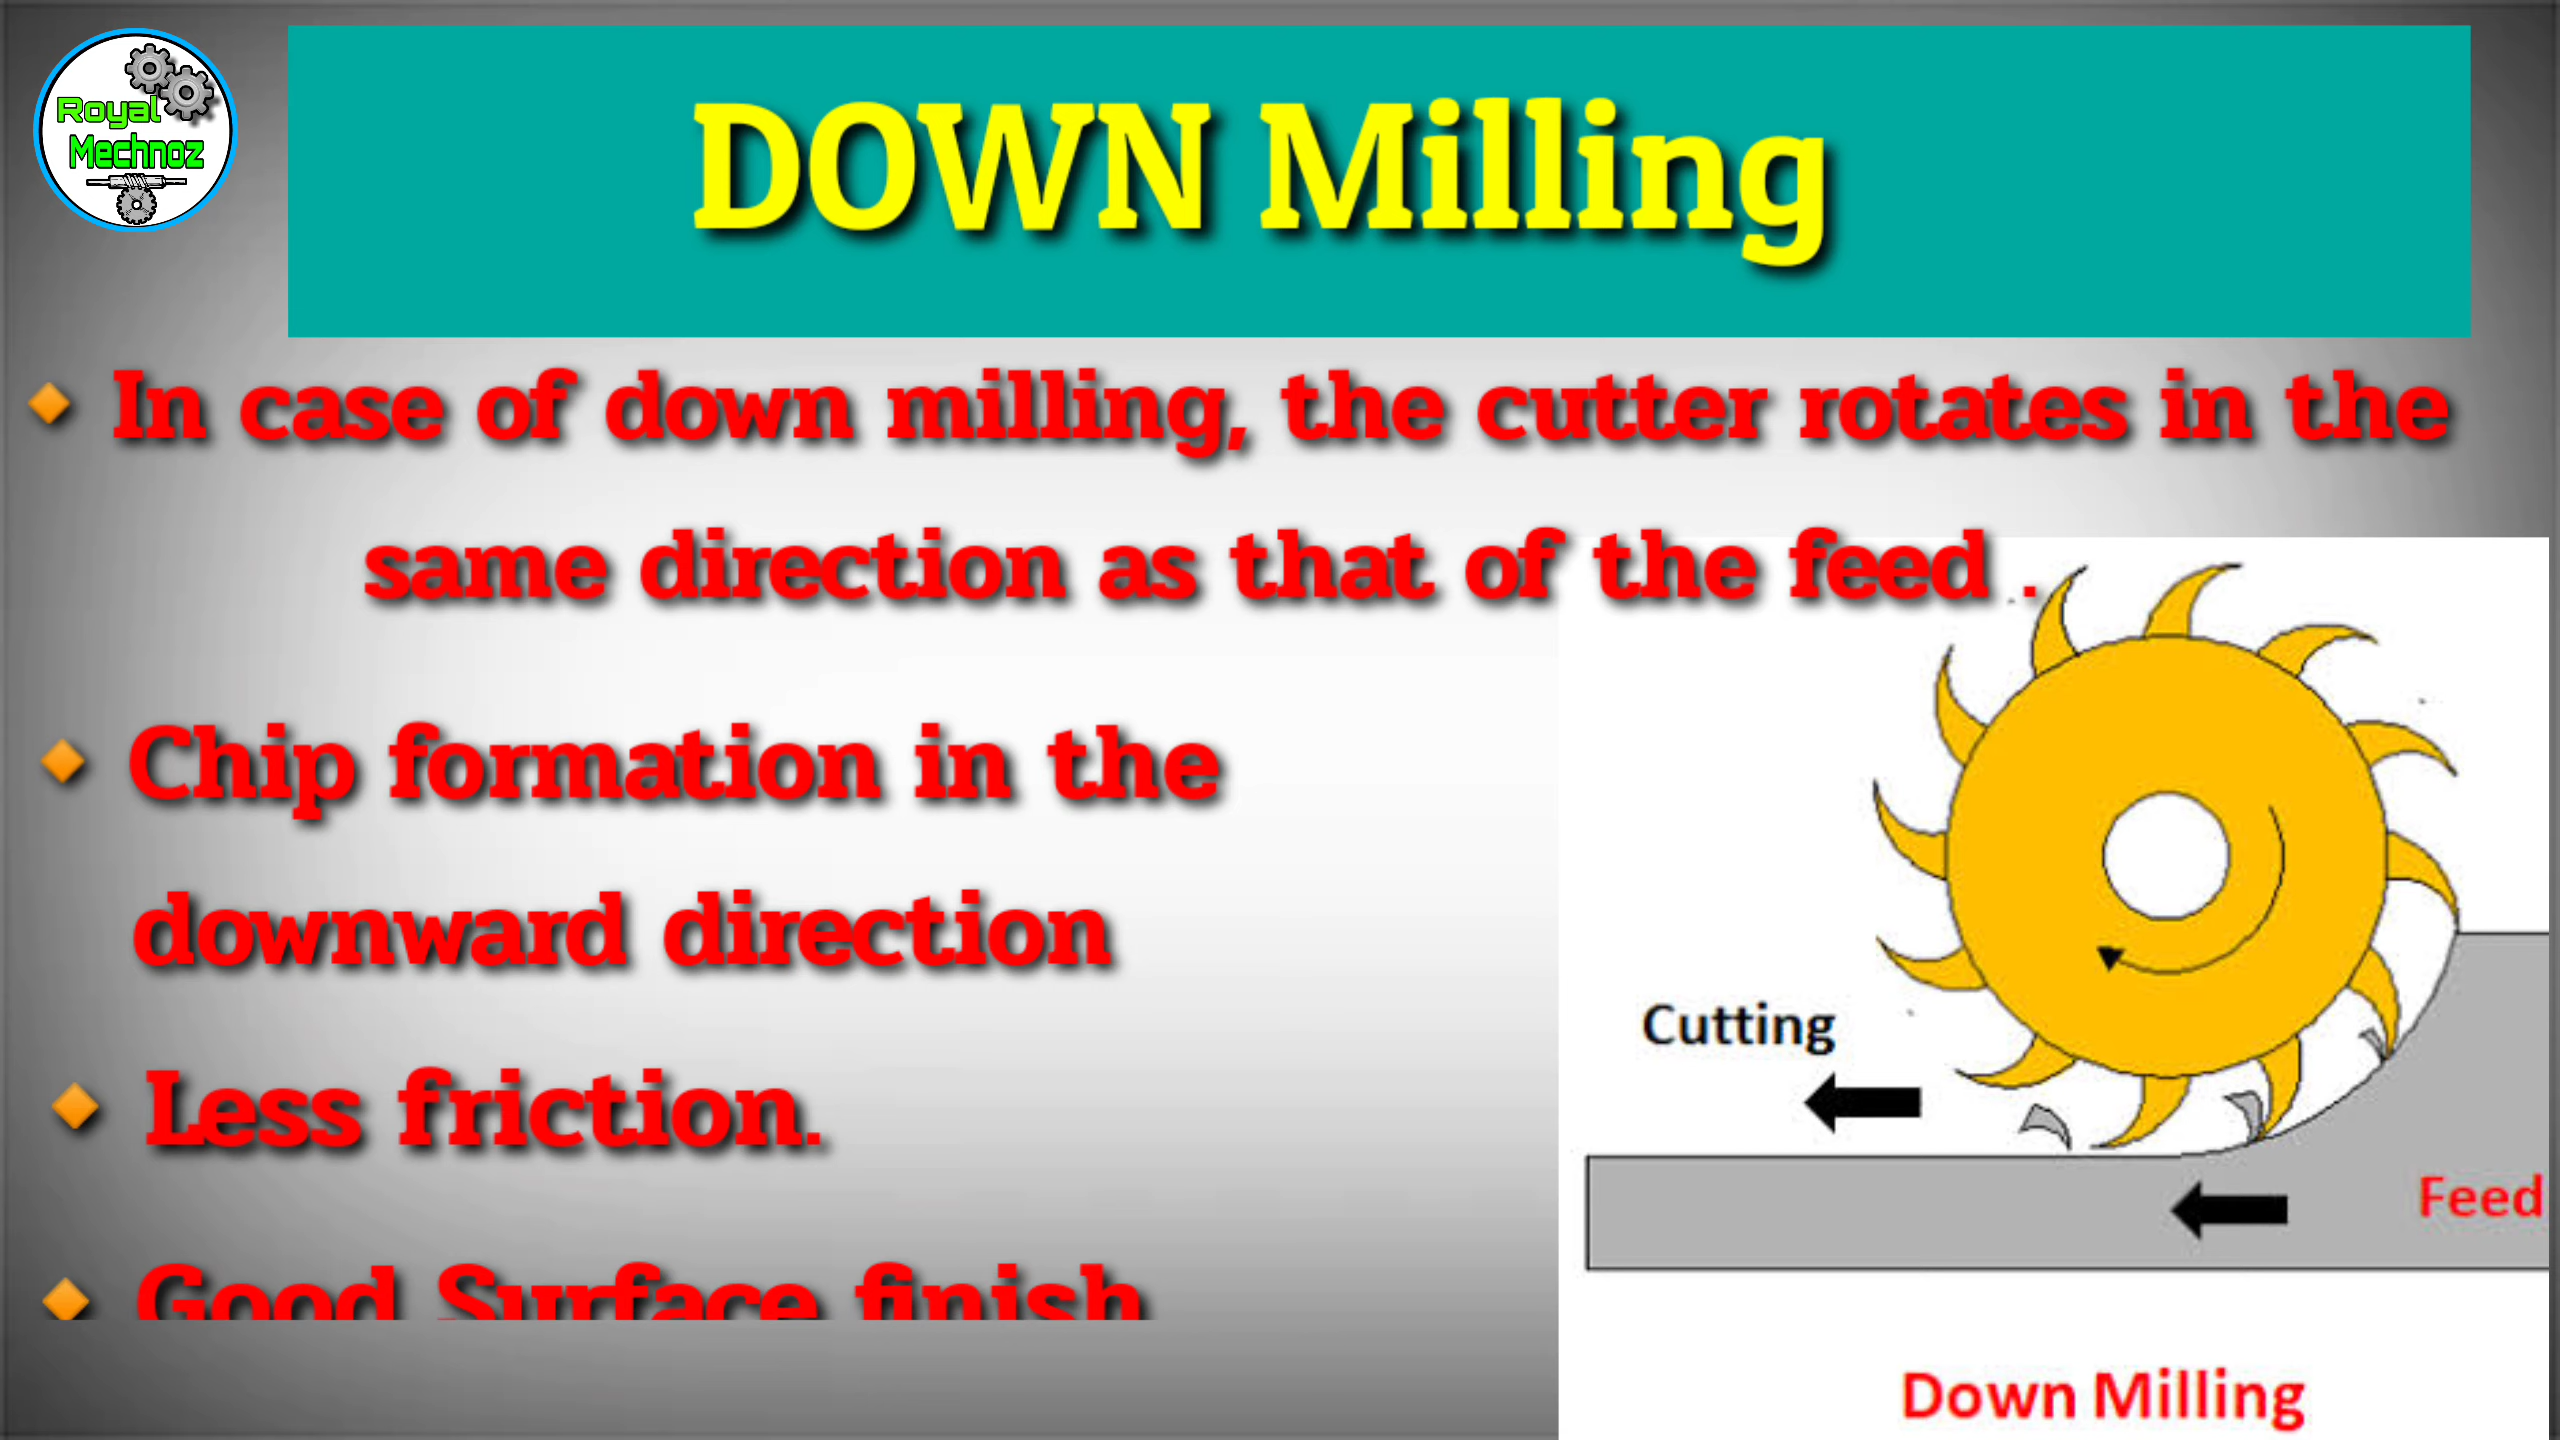 Royal
Mechnoz
DOWN Milling
🔸 In case of down milling, the cutter rotates in the
same direction as that of the feed .
🔸 Chip formation in the
downward direction
🔸 Less friction.
🔸 Good Surface finish
Cutting
Feed
Down Milling